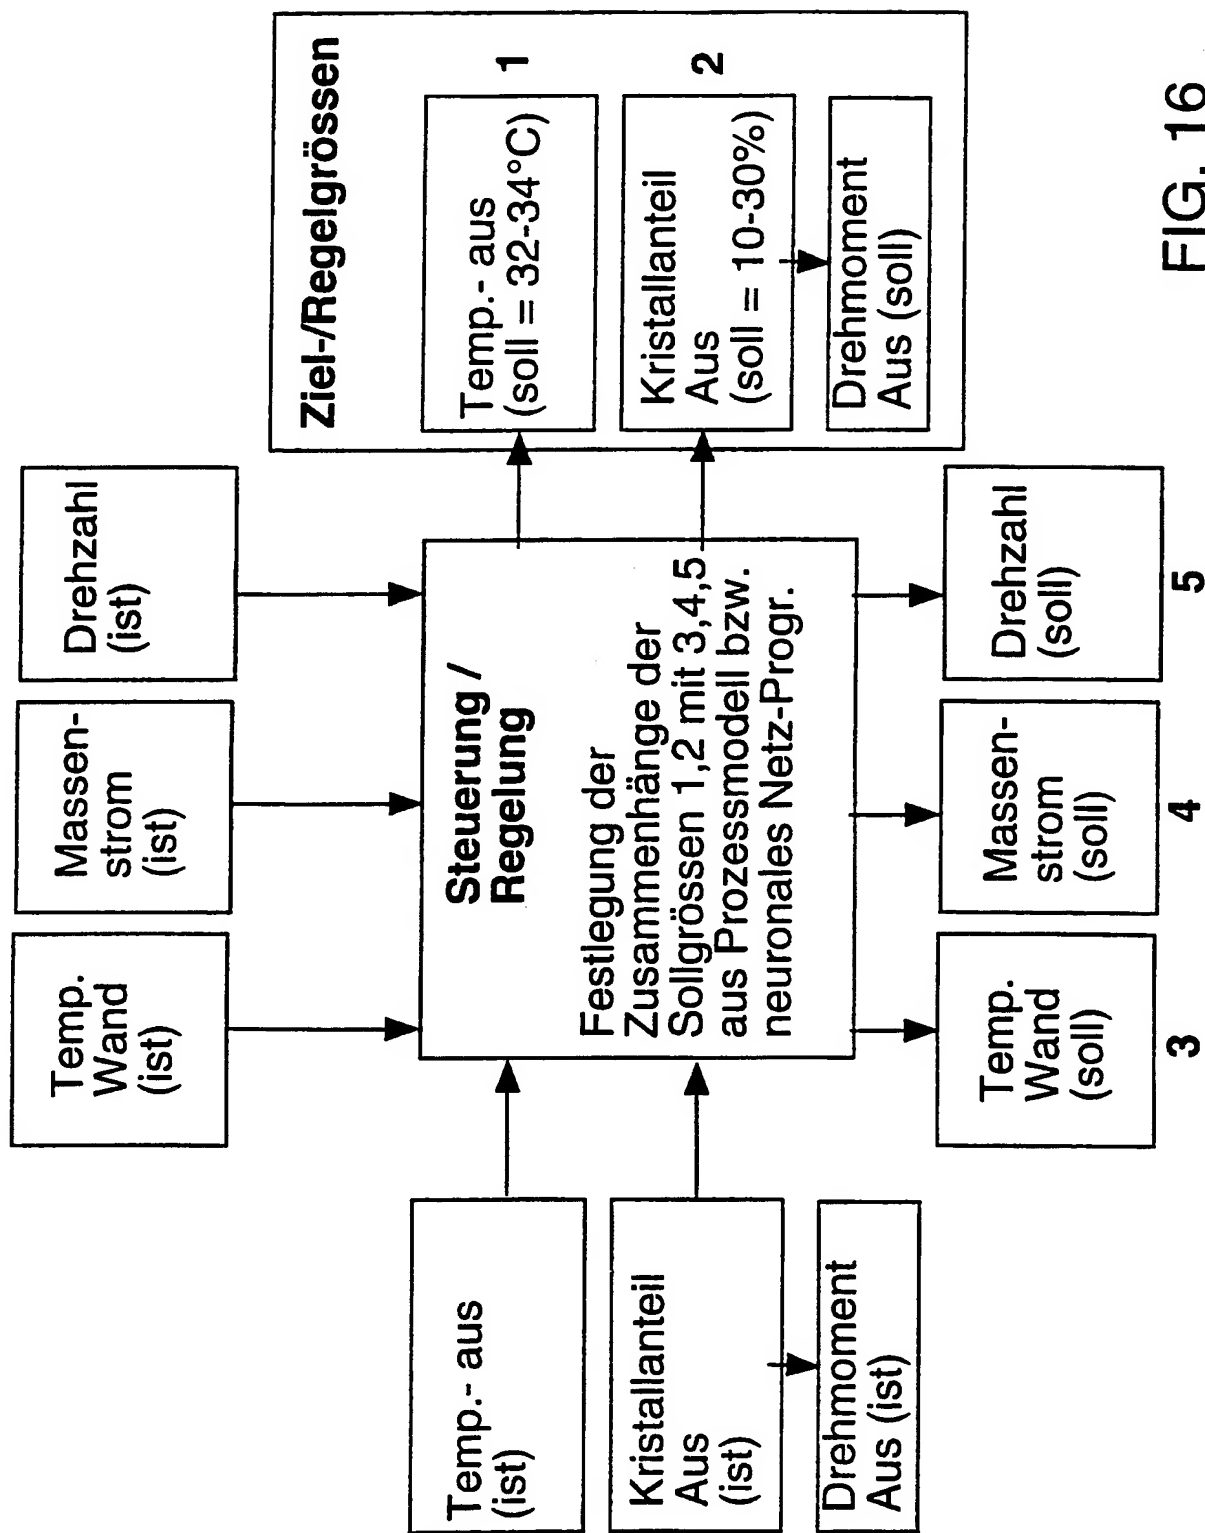 Temp.
Wand
(ist)
Massen-
strom
(ist)
Drehzahl
(ist)
Temp.- aus
(ist)
Kristallanteil
Aus
(ist)
Drehmoment
Aus (ist)
Steuerung /
Regelung
Festlegung der
Zusammenhänge der
Sollgrössen 1,2 mit 3,4,5
aus Prozessmodell bzw.
neuronales Netz-Progr.
Ziel-/Regelgrössen
Temp.- aus
(soll = 32-34°C)
1
Kristallanteil
Aus
(soll = 10-30%)
2
Drehmoment
Aus (soll)
Temp.
Wand
(soll)
3
Massen-
strom
(soll)
4
Drehzahl
(soll)
5
FIG. 16